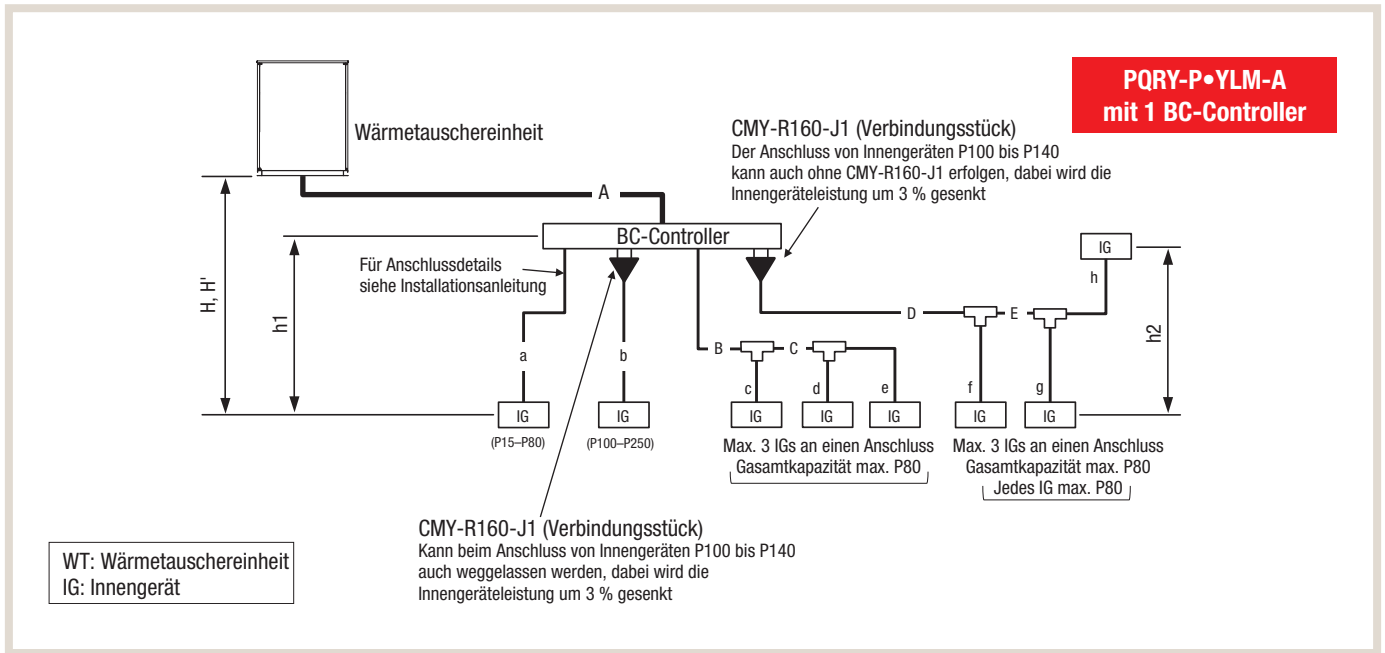 PQRY-P•YLM-A
mit 1 BC-Controller
Wärmetauschereinheit
CMY-R160-J1 (Verbindungsstück)
Der Anschluss von Innengeräten P100 bis P140
kann auch ohne CMY-R160-J1 erfolgen, dabei wird die
Innengeräteleistung um 3 % gesenkt
A
BC-Controller
Für Anschlussdetails
siehe Installationsanleitung
H, H'
h1
h2
IG
h
D
E
a
b
B
C
c
d
e
f
g
IG
IG
IG
IG
IG
IG
IG
(P15–P80)
(P100–P250)
Max. 3 IGs an einen Anschluss
Gasamtkapazität max. P80
Max. 3 IGs an einen Anschluss
Gasamtkapazität max. P80
Jedes IG max. P80
CMY-R160-J1 (Verbindungsstück)
Kann beim Anschluss von Innengeräten P100 bis P140
auch weggelassen werden, dabei wird die
Innengeräteleistung um 3 % gesenkt
WT: Wärmetauschereinheit
IG: Innengerät